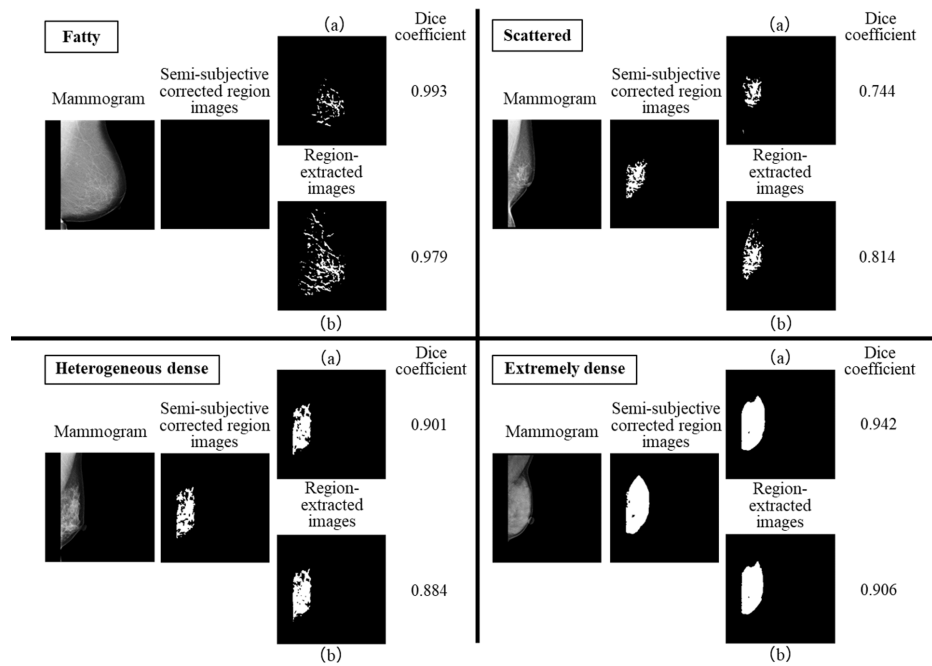 Fatty
(a)
Dice
coefficient
Mammogram
Semi-subjective
corrected region
images
0.993
Region-
extracted
images
0.979
(b)
Scattered
(a)
Dice
coefficient
Mammogram
Semi-subjective
corrected region
images
0.744
Region-
extracted
images
0.814
(b)
Heterogeneous dense
(a)
Dice
coefficient
Mammogram
Semi-subjective
corrected region
images
0.901
Region-
extracted
images
0.884
(b)
Extremely dense
(a)
Dice
coefficient
Mammogram
Semi-subjective
corrected region
images
0.942
Region-
extracted
images
0.906
(b)